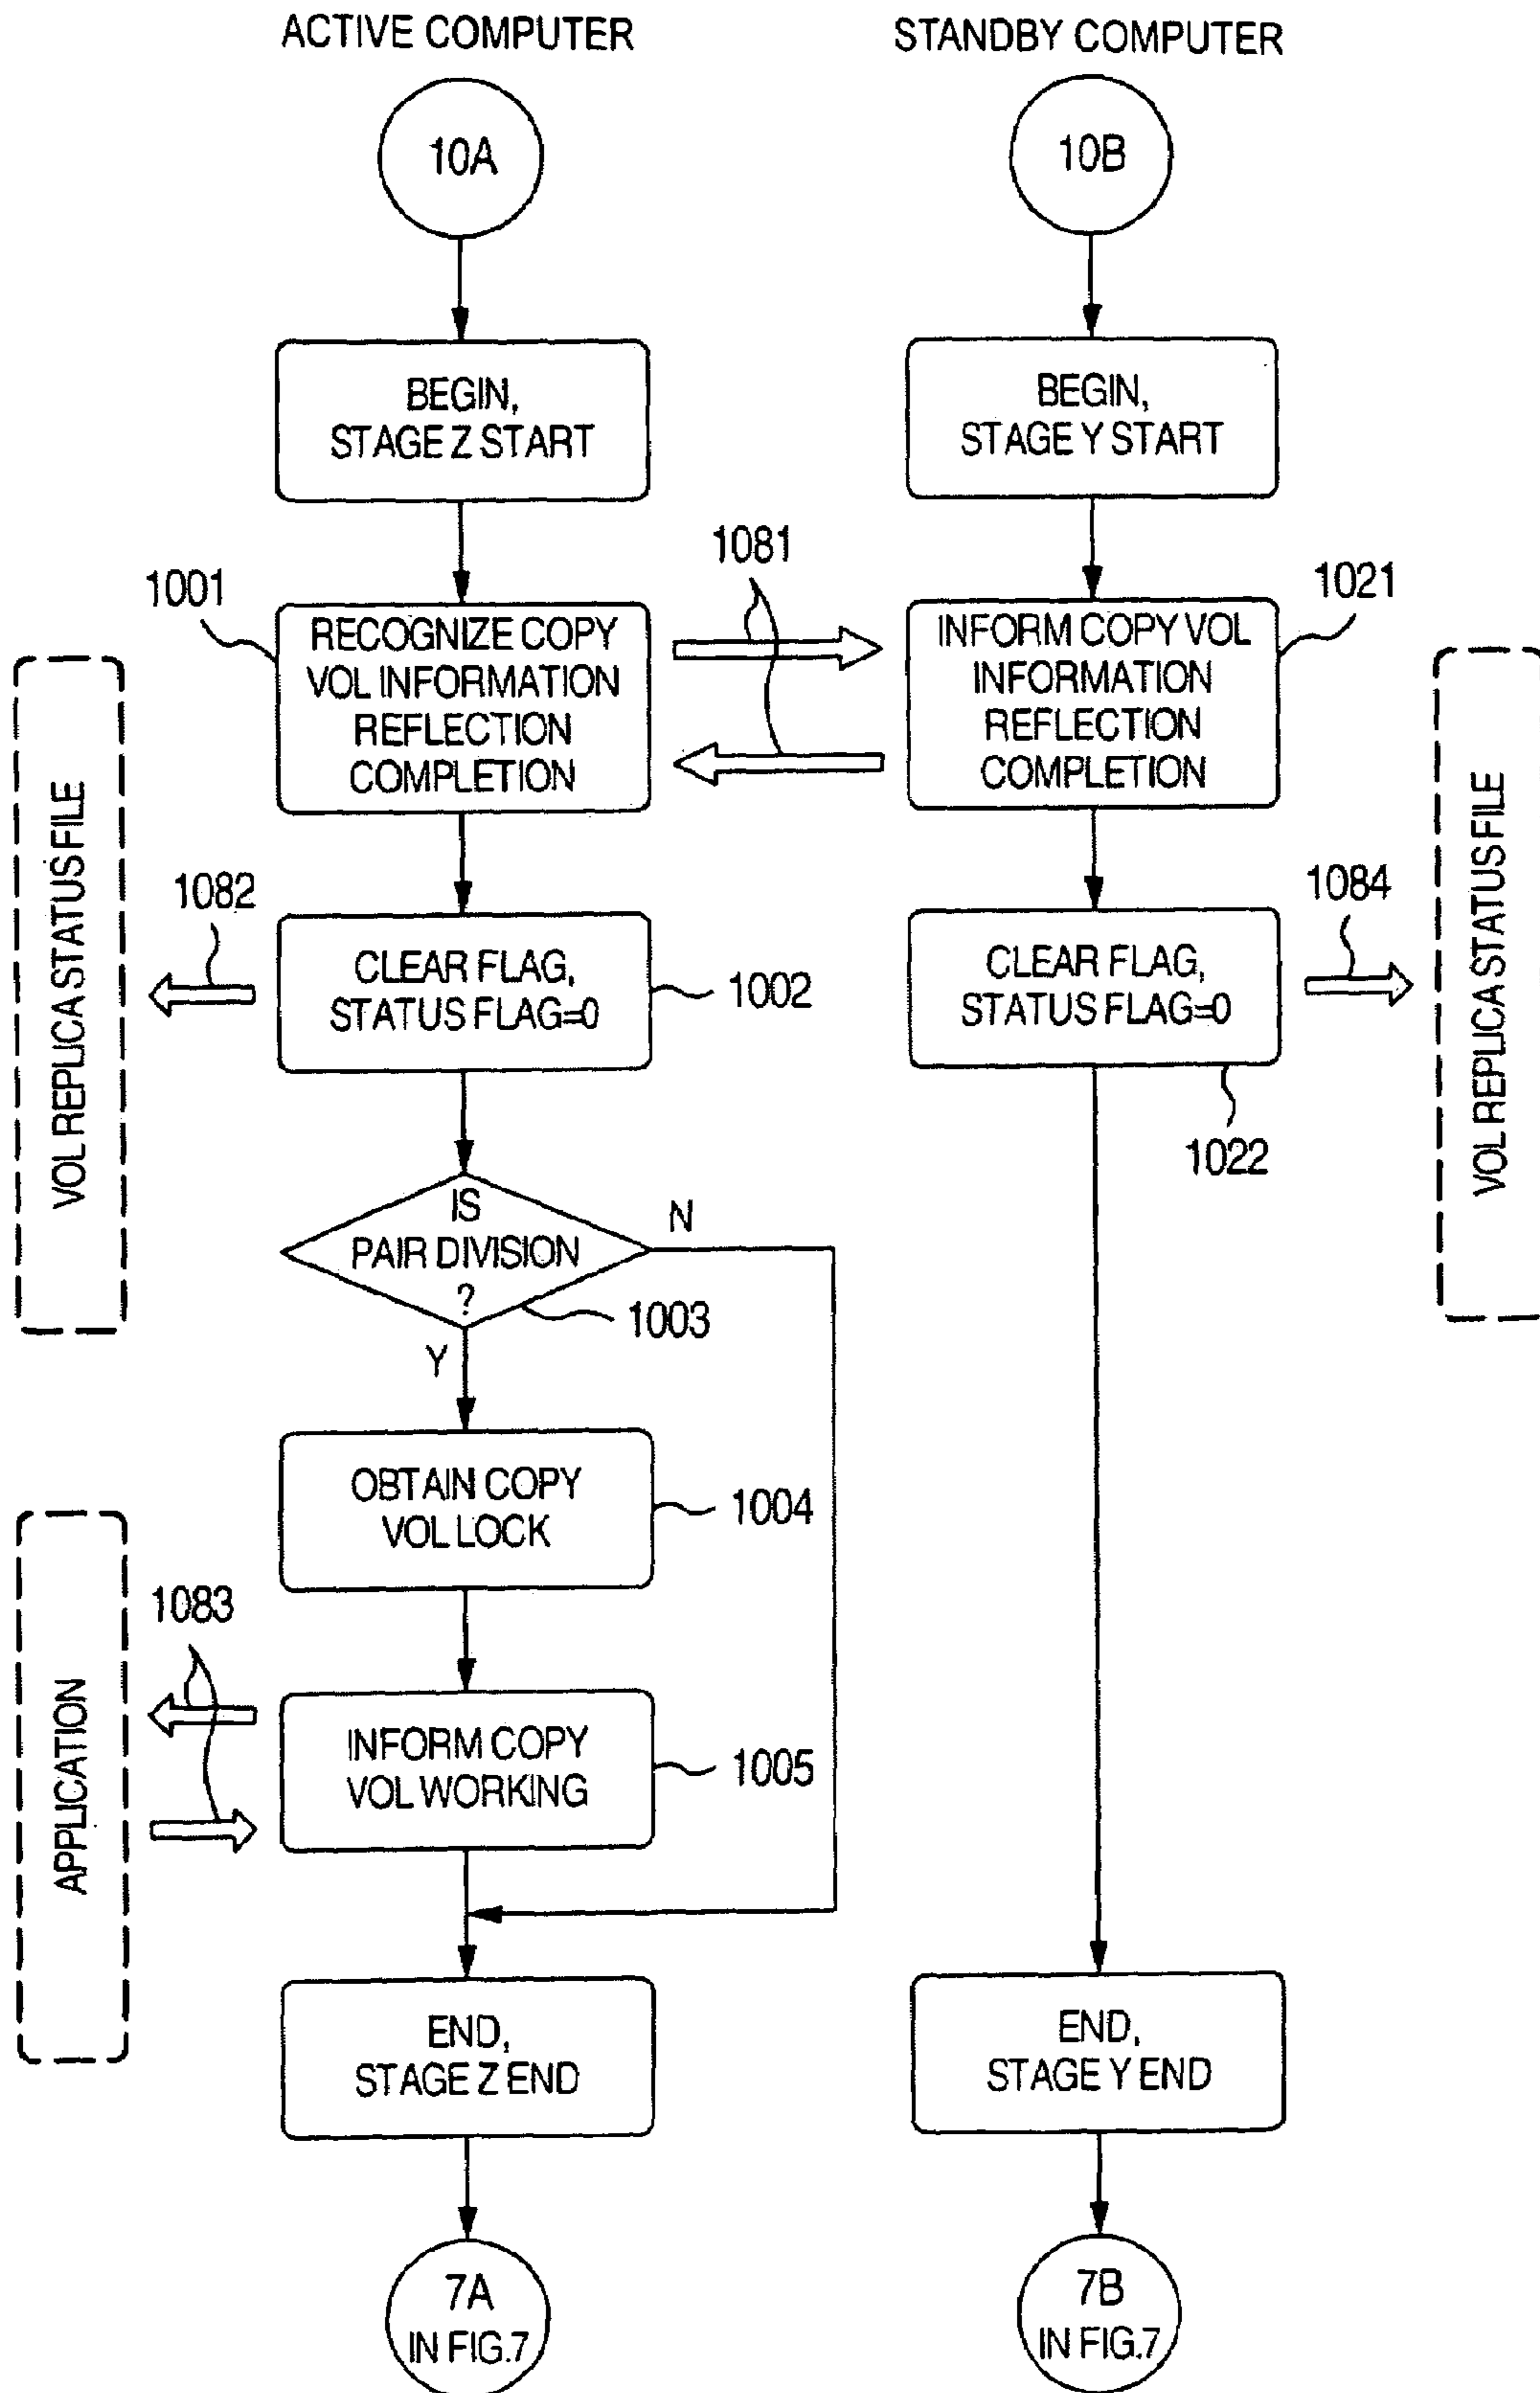 ACTIVE COMPUTER
STANDBY COMPUTER
10A
10B
BEGIN,
STAGE Z START
BEGIN,
STAGE Y START
1081
1001
1021
RECOGNIZE COPY
VOL INFORMATION
REFLECTION
COMPLETION
INFORM COPY VOL
INFORMATION
REFLECTION
COMPLETION
VOL REPLICA STATUS FILE
VOL REPLICA STATUS FILE
1082
1084
CLEAR FLAG,
STATUS FLAG=0
1002
CLEAR FLAG,
STATUS FLAG=0
1022
IS
PAIR DIVISION
?
N
1003
Y
OBTAIN COPY
VOL LOCK
1004
1083
APPLICATION
INFORM COPY
VOL WORKING
1005
END,
STAGE Z END
END,
STAGE Y END
7A
IN FIG.7
7B
IN FIG.7